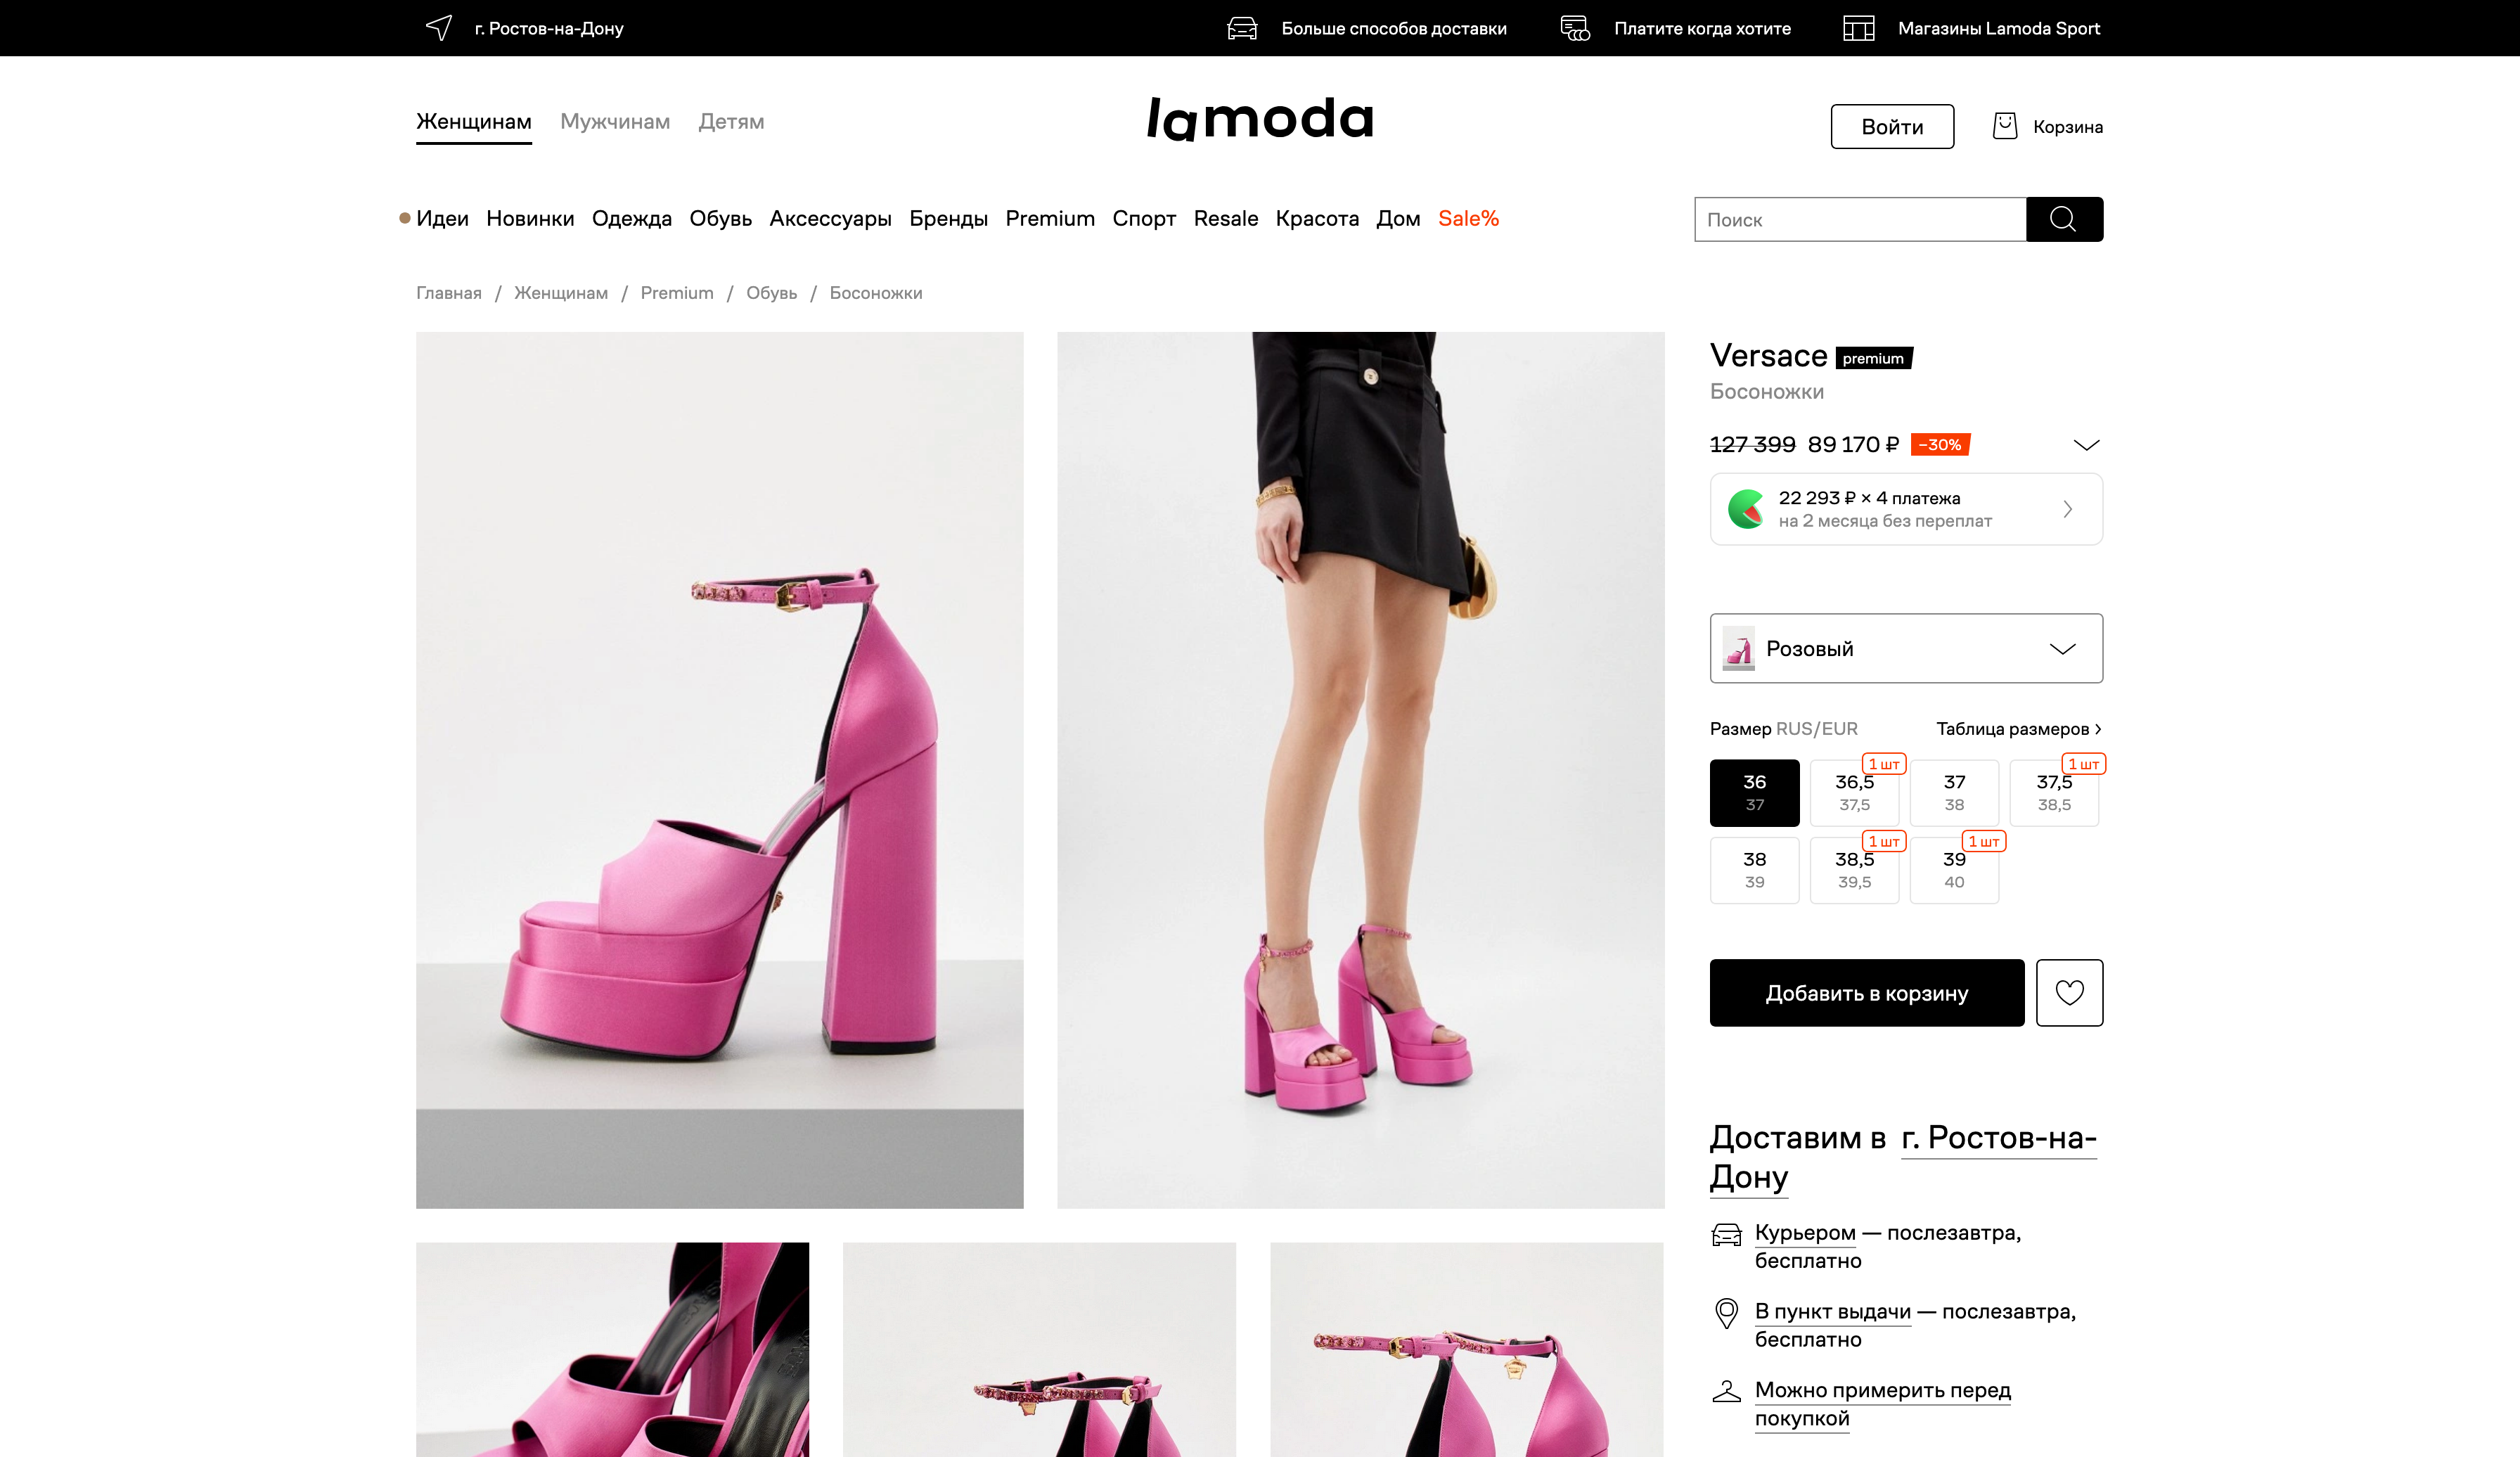 г. Ростов-на-Дону
Больше способов доставки
Платите когда хотите
Магазины Lamoda Sport
Женщинам
Мужчинам
Детям
lamoda
Войти
Корзина
Идеи
Новинки
Одежда
Обувь
Аксессуары
Бренды
Premium
Спорт
Resale
Красота
Дом
Sale%
Поиск
Главная / Женщинам / Premium / Обувь / Босоножки
Versace premium
Босоножки
127 399 89 170 ₽ −30%
22 293 ₽ × 4 платежа
на 2 месяца без переплат
Розовый
Размер RUS/EUR
Таблица размеров
36
37
1 шт
36,5
37,5
37
38
1 шт
37,5
38,5
38
39
1 шт
38,5
39,5
1 шт
39
40
Добавить в корзину
Доставим в г. Ростов-на-
Дону
Курьером — послезавтра,
бесплатно
В пункт выдачи — послезавтра,
бесплатно
Можно примерить перед
покупкой